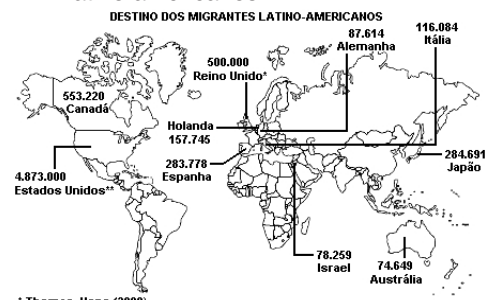 DESTINO DOS MIGRANTES LATINO-AMERICANOS
116.084
Itália
87.614
Alemanha
500.000
Reino Unido*
553.220
Canadá
Holanda
157.745
283.778
Espanha
284.691
Japão
4.873.000
Estados Unidos**
78.259
Israel
74.649
Austrália